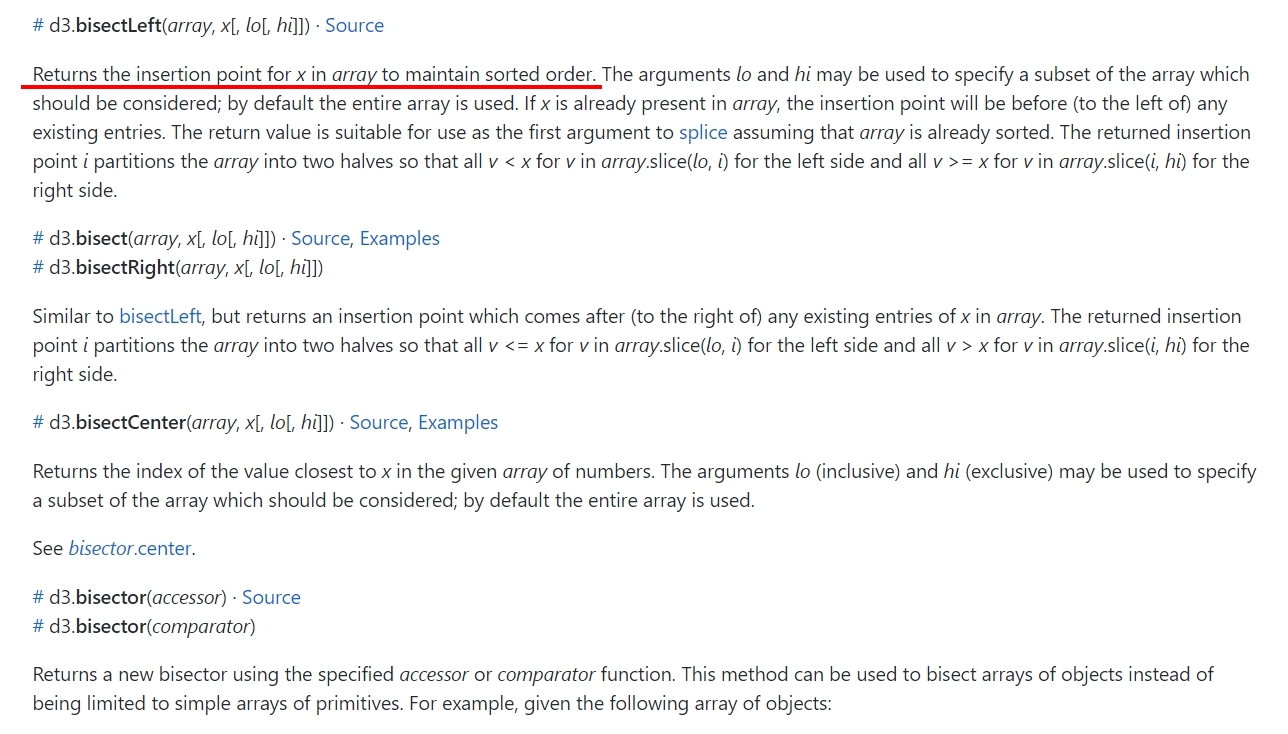 # d3.bisectLeft(array, x[, lo[, hi]]) · Source
Returns the insertion point for x in array to maintain sorted order. The arguments lo and hi may be used to specify a subset of the array which
should be considered; by default the entire array is used. If x is already present in array, the insertion point will be before (to the left of) any
existing entries. The return value is suitable for use as the first argument to splice assuming that array is already sorted. The returned insertion
point i partitions the array into two halves so that all v < x for v in array.slice(lo, i) for the left side and all v >= x for v in array.slice(i, hi) for the
right side.
# d3.bisect(array, x[, lo[, hi]]) · Source, Examples
# d3.bisectRight(array, x[, lo[, hi]])
Similar to bisectLeft, but returns an insertion point which comes after (to the right of) any existing entries of x in array. The returned insertion
point i partitions the array into two halves so that all v <= x for v in array.slice(lo, i) for the left side and all v > x for v in array.slice(i, hi) for the
right side.
# d3.bisectCenter(array, x[, lo[, hi]]) · Source, Examples
Returns the index of the value closest to x in the given array of numbers. The arguments lo (inclusive) and hi (exclusive) may be used to specify
a subset of the array which should be considered; by default the entire array is used.
See bisector.center.
# d3.bisector(accessor) · Source
# d3.bisector(comparator)
Returns a new bisector using the specified accessor or comparator function. This method can be used to bisect arrays of objects instead of
being limited to simple arrays of primitives. For example, given the following array of objects: